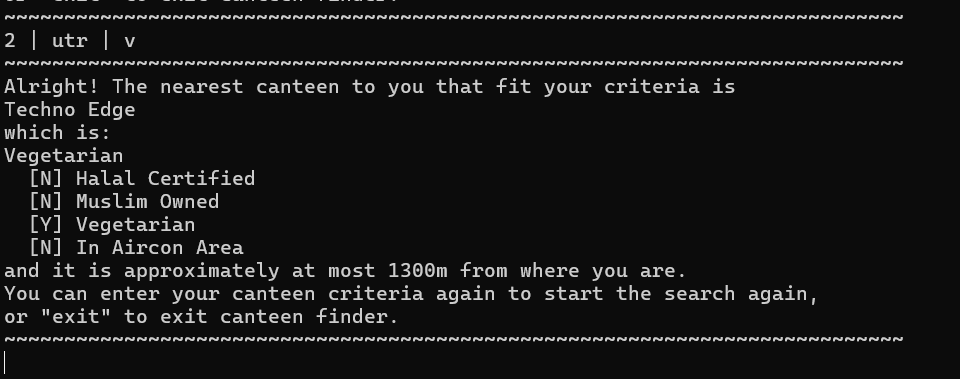 ~~~~~~~~~~~~~~~~~~~~~~~~~~~~~~~~~~~~~~~~~~~~~~~~~~~~~~~~~~~~~~~~~~~~~~~~~~~
2 | utr | v
~~~~~~~~~~~~~~~~~~~~~~~~~~~~~~~~~~~~~~~~~~~~~~~~~~~~~~~~~~~~~~~~~~~~~~~~~~~
Alright! The nearest canteen to you that fit your criteria is
Techno Edge
which is:
Vegetarian
  [N] Halal Certified
  [N] Muslim Owned
  [Y] Vegetarian
  [N] In Aircon Area
and it is approximately at most 1300m from where you are.
You can enter your canteen criteria again to start the search again,
or "exit" to exit canteen finder.
~~~~~~~~~~~~~~~~~~~~~~~~~~~~~~~~~~~~~~~~~~~~~~~~~~~~~~~~~~~~~~~~~~~~~~~~~~~